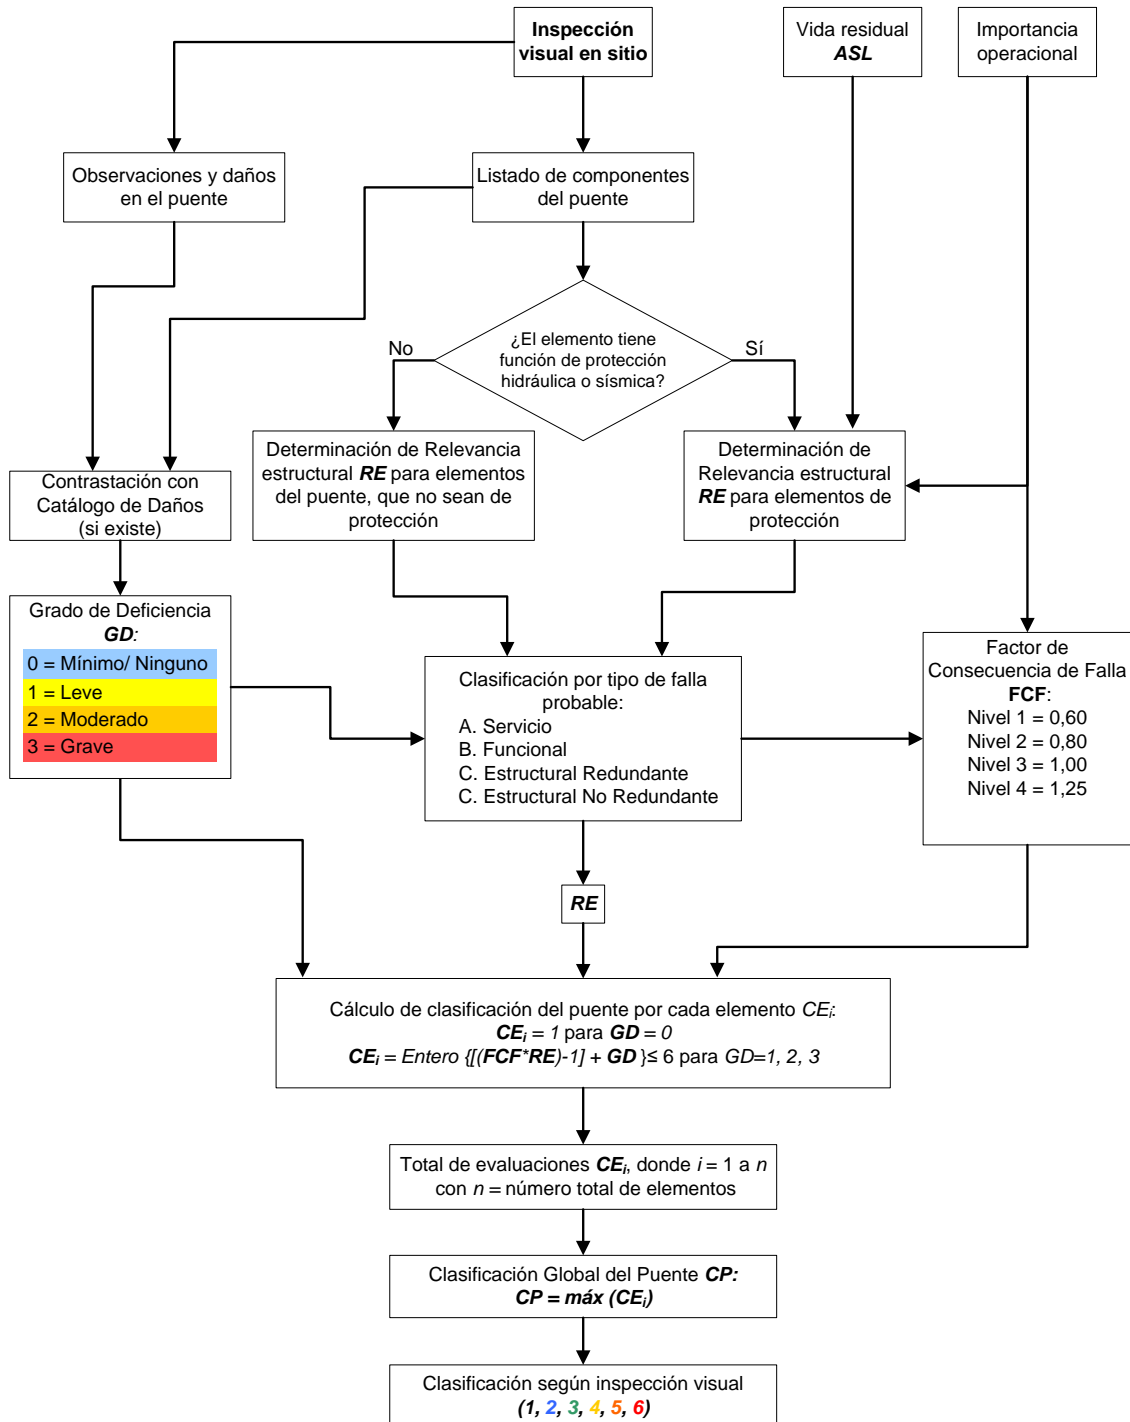 Inspección
visual en sitio
Vida residual
ASL
Importancia
operacional
Observaciones y daños
en el puente
Listado de componentes
del puente
¿El elemento tiene
función de protección
hidráulica o sísmica?
No
Sí
Determinación de Relevancia
estructural RE para elementos
del puente, que no sean de
protección
Determinación de
Relevancia estructural
RE para elementos de
protección
Contrastación con
Catálogo de Daños
(si existe)
Grado de Deficiencia
GD:
0 = Mínimo/ Ninguno
1 = Leve
2 = Moderado
3 = Grave
Clasificación por tipo de falla
probable:
A. Servicio
B. Funcional
C. Estructural Redundante
C. Estructural No Redundante
Factor de
Consecuencia de Falla
FCF:
Nivel 1 = 0,60
Nivel 2 = 0,80
Nivel 3 = 1,00
Nivel 4 = 1,25
RE
Cálculo de clasificación del puente por cada elemento CEi:
CEi = 1 para GD = 0
CEi = Entero {[(FCF*RE)-1] + GD }≤ 6 para GD=1, 2, 3
Total de evaluaciones CEi, donde i = 1 a n
con n = número total de elementos
Clasificación Global del Puente CP:
CP = máx (CEi)
Clasificación según inspección visual
(1, 2, 3, 4, 5, 6)